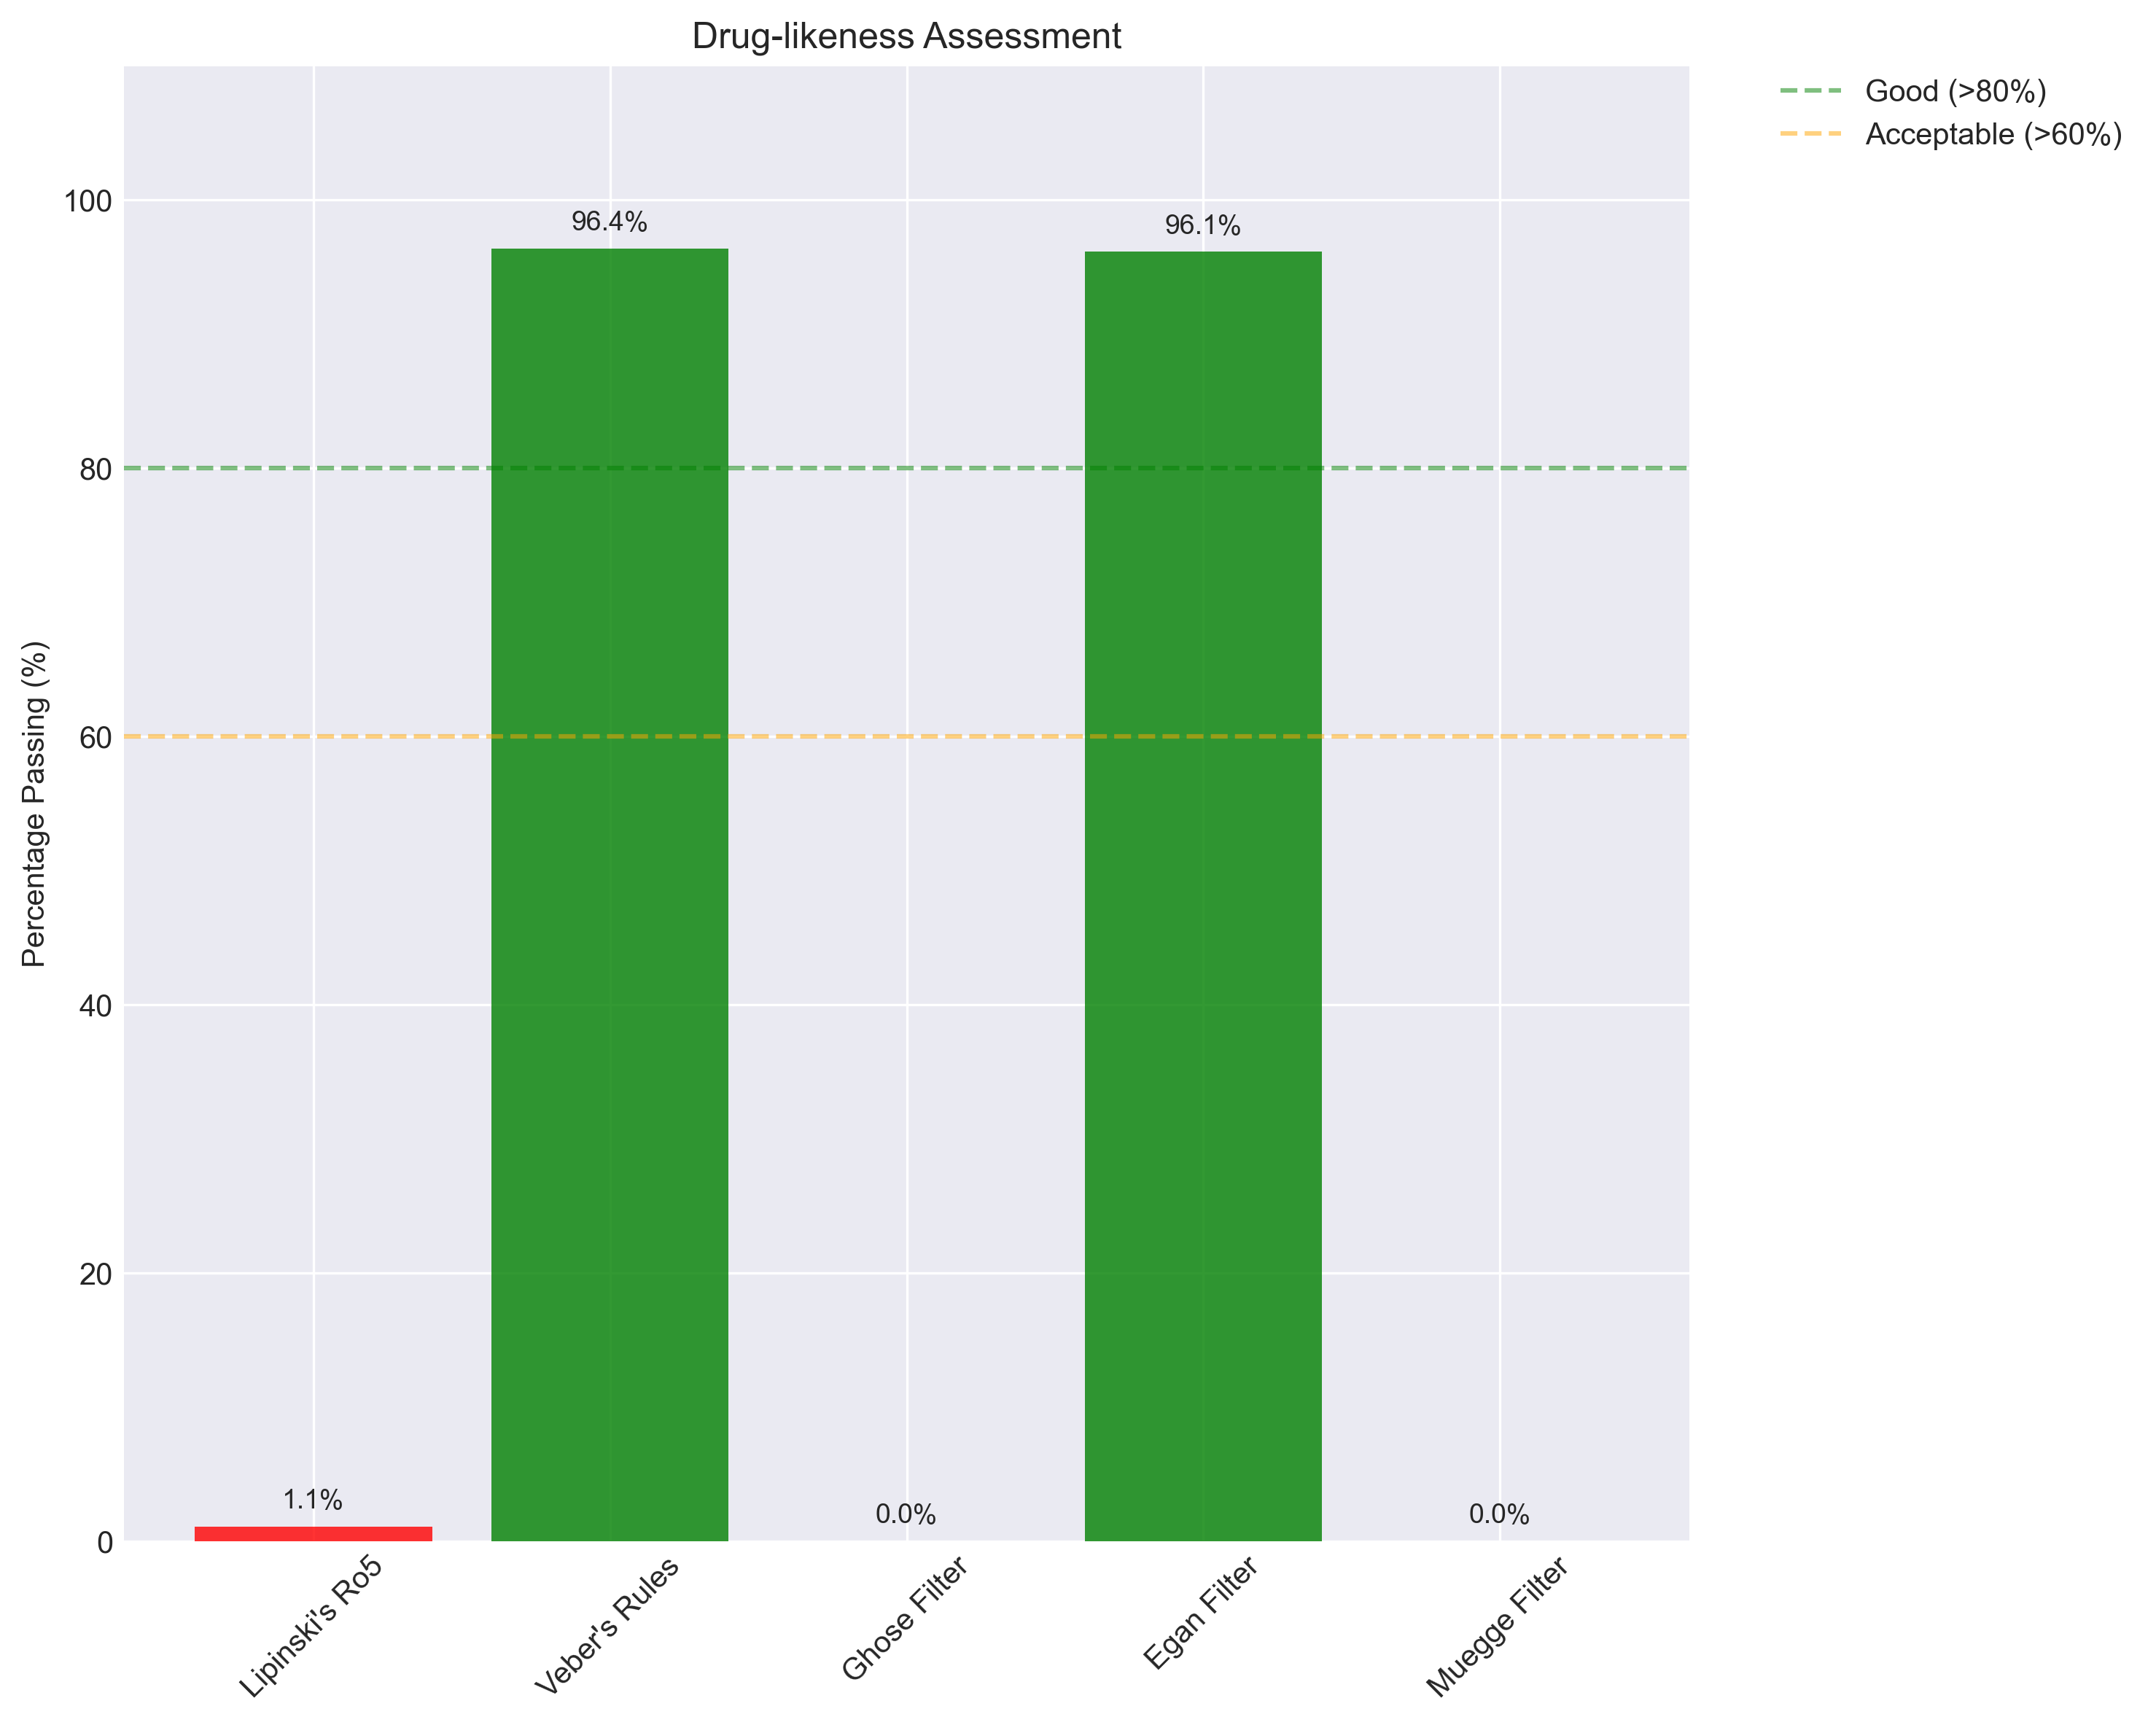 Drug-likeness Assessment
Good (>80%)
Acceptable (>60%)
Percentage Passing (%)
100
80
60
40
20
0
1.1%
96.4%
0.0%
96.1%
0.0%
Lipinski's Ro5
Veber's Rules
Ghose Filter
Egan Filter
Muegge Filter